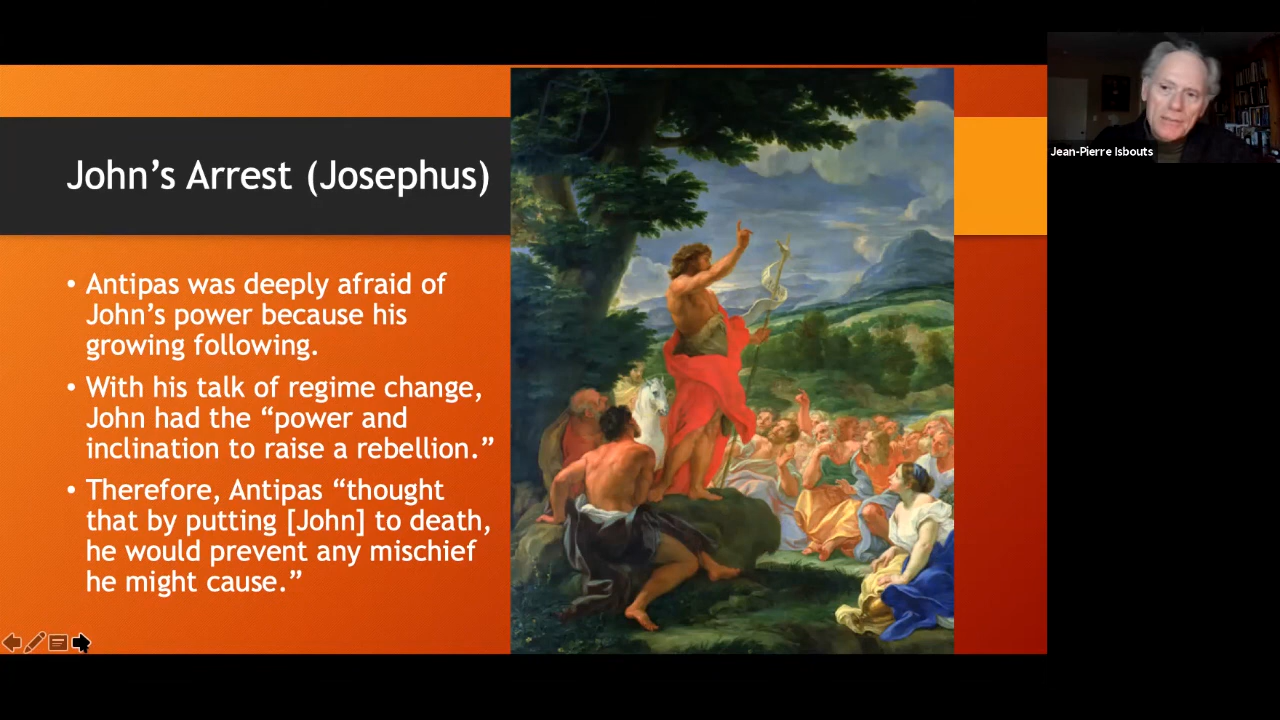 John’s Arrest (Josephus)
• Antipas was deeply afraid of
John’s power because his
growing following.
• With his talk of regime change,
John had the “power and
inclination to raise a rebellion.”
• Therefore, Antipas “thought
that by putting [John] to death,
he would prevent any mischief
he might cause.”
Jean-Pierre Isbouts